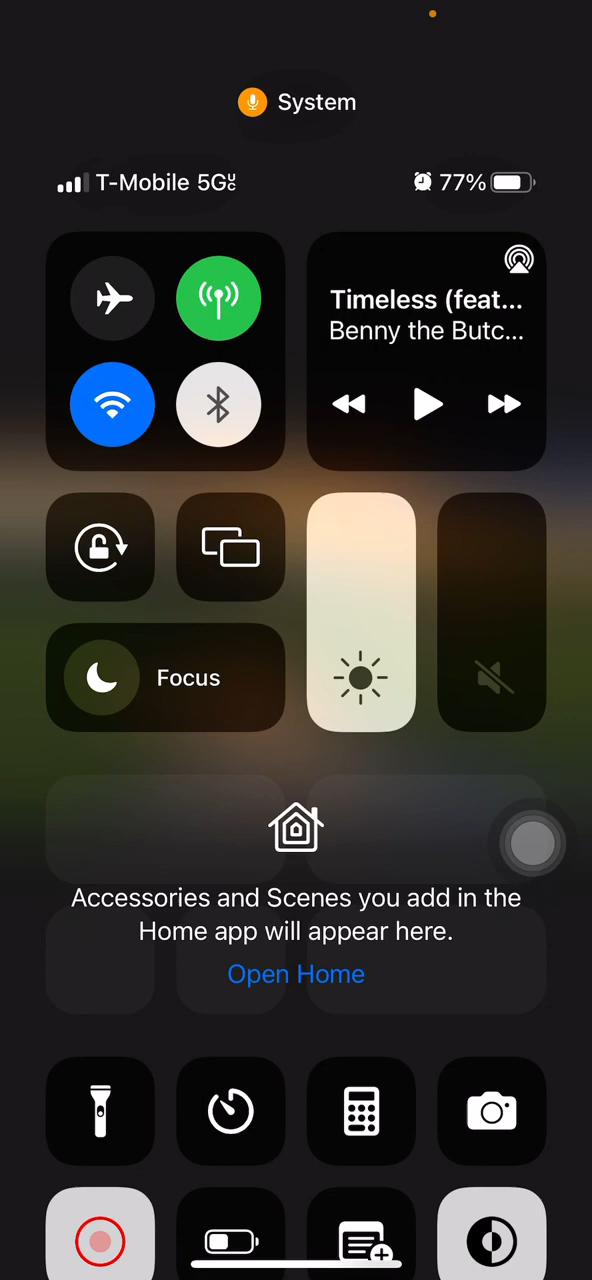 System
T-Mobile 5GUC
77%
Timeless (feat...
Benny the Butc...
Focus
Accessories and Scenes you add in the
Home app will appear here.
Open Home